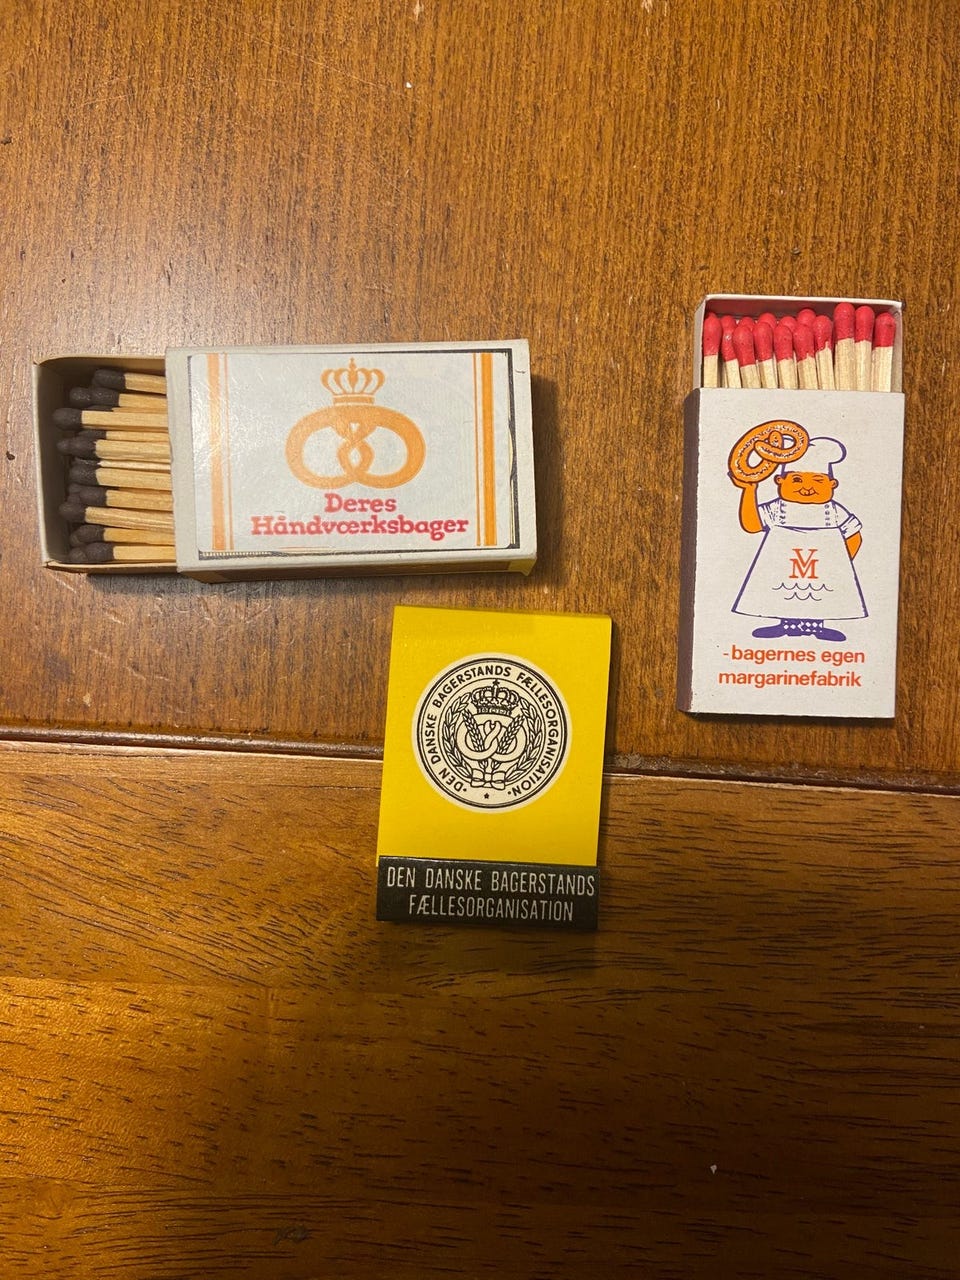 Deres
Håndværksbager
VM
- bagernes egen
margarinefabrik
· DEN DANSKE BAGERSTANDS FÆLLESORGANISATION ·
DEN DANSKE BAGERSTANDS
FÆLLESORGANISATION